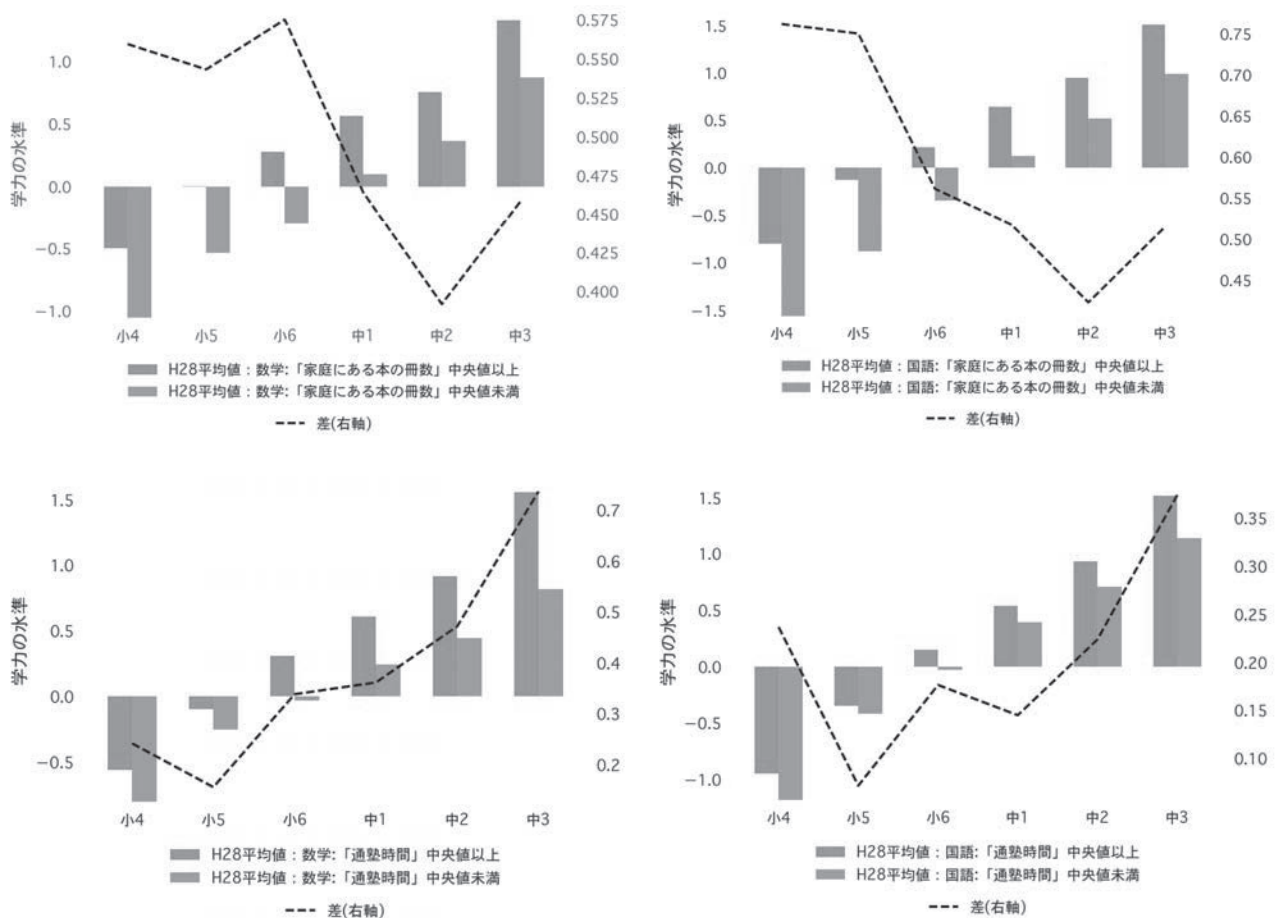 学力の水準
1.0
0.5
0.0
−0.5
−1.0
0.575
0.550
0.525
0.500
0.475
0.450
0.425
0.400
小4 小5 小6 中1 中2 中3
H28平均値：数学:「家庭にある本の冊数」中央値以上
H28平均値：数学:「家庭にある本の冊数」中央値未満
差(右軸)
学力の水準
1.5
1.0
0.5
0.0
−0.5
−1.0
−1.5
0.75
0.70
0.65
0.60
0.55
0.50
0.45
小4 小5 小6 中1 中2 中3
H28平均値：国語:「家庭にある本の冊数」中央値以上
H28平均値：国語:「家庭にある本の冊数」中央値未満
差(右軸)
学力の水準
1.5
1.0
0.5
0.0
−0.5
0.7
0.6
0.5
0.4
0.3
0.2
小4 小5 小6 中1 中2 中3
H28平均値：数学:「通塾時間」中央値以上
H28平均値：数学:「通塾時間」中央値未満
差(右軸)
学力の水準
1.5
1.0
0.5
0.0
−0.5
−1.0
0.35
0.30
0.25
0.20
0.15
0.10
小4 小5 小6 中1 中2 中3
H28平均値：国語:「通塾時間」中央値以上
H28平均値：国語:「通塾時間」中央値未満
差(右軸)